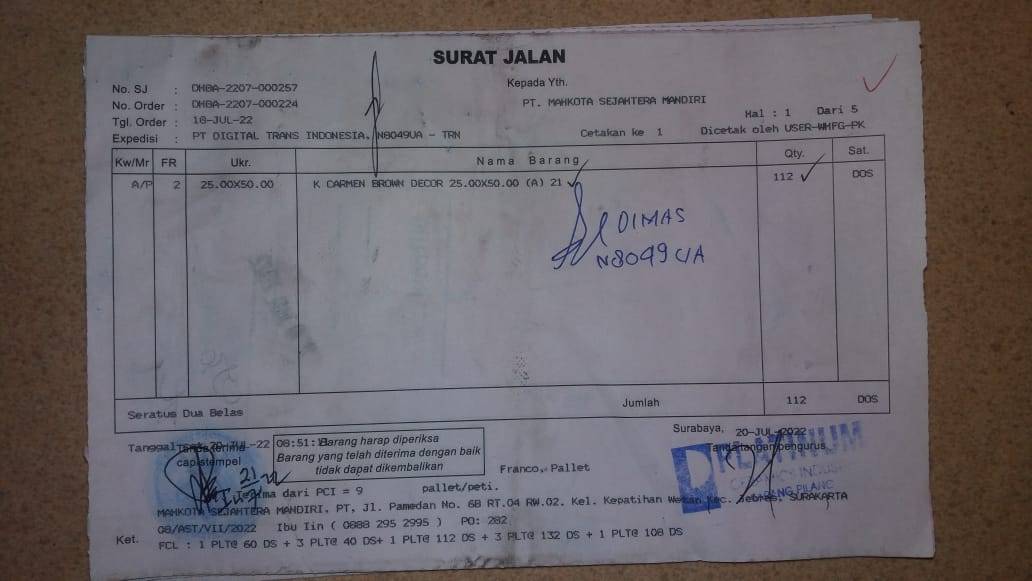 SURAT JALAN
No. SJ : DHBA-2207-000257
No. Order : DHBA-2207-000224
Tgl. Order : 18-JUL-22
Expedisi : PT DIGITAL TRANS INDONESIA, N8049UA - TRN
Kepada Yth.
PT. MAHKOTA SEJAHTERA MANDIRI
Hal : 1 Dari 5
Cetakan ke 1 Dicetak oleh USER-WHFG-PK
Kw/Mr FR Ukr. Nama Barang Qty. Sat.
A/P 2 25.00X50.00 K CARMEN BROWN DECOR 25.00X50.00 (A) 21 112 DOS
DIMAS
N8049 UA
Seratus Dua Belas Jumlah 112 DOS
Surabaya, 20-JUL-2022
Tanda tangan pengurus
Tanggal 20-JUL-22 08:51:
Tanda terima
cap stempel
Barang harap diperiksa
Barang yang telah diterima dengan baik
tidak dapat dikembalikan
Franco, Pallet
PLATINUM
CERAMICS INDUS
KARANG PILANG
21/
Terima dari PCI = 9 pallet/peti.
MAHKOTA SEJAHTERA MANDIRI, PT, Jl. Pamedan No. 6B RT.04 RW.02. Kel. Kepatihan Wetan Kec. Jebres, SURAKARTA
08/AST/VII/2022 Ibu Iin ( 0888 295 2995 ) PO: 282
Ket. FCL : 1 PLT@ 60 DS + 3 PLT@ 40 DS+ 1 PLT@ 112 DS + 3 PLT@ 132 DS + 1 PLT@ 108 DS